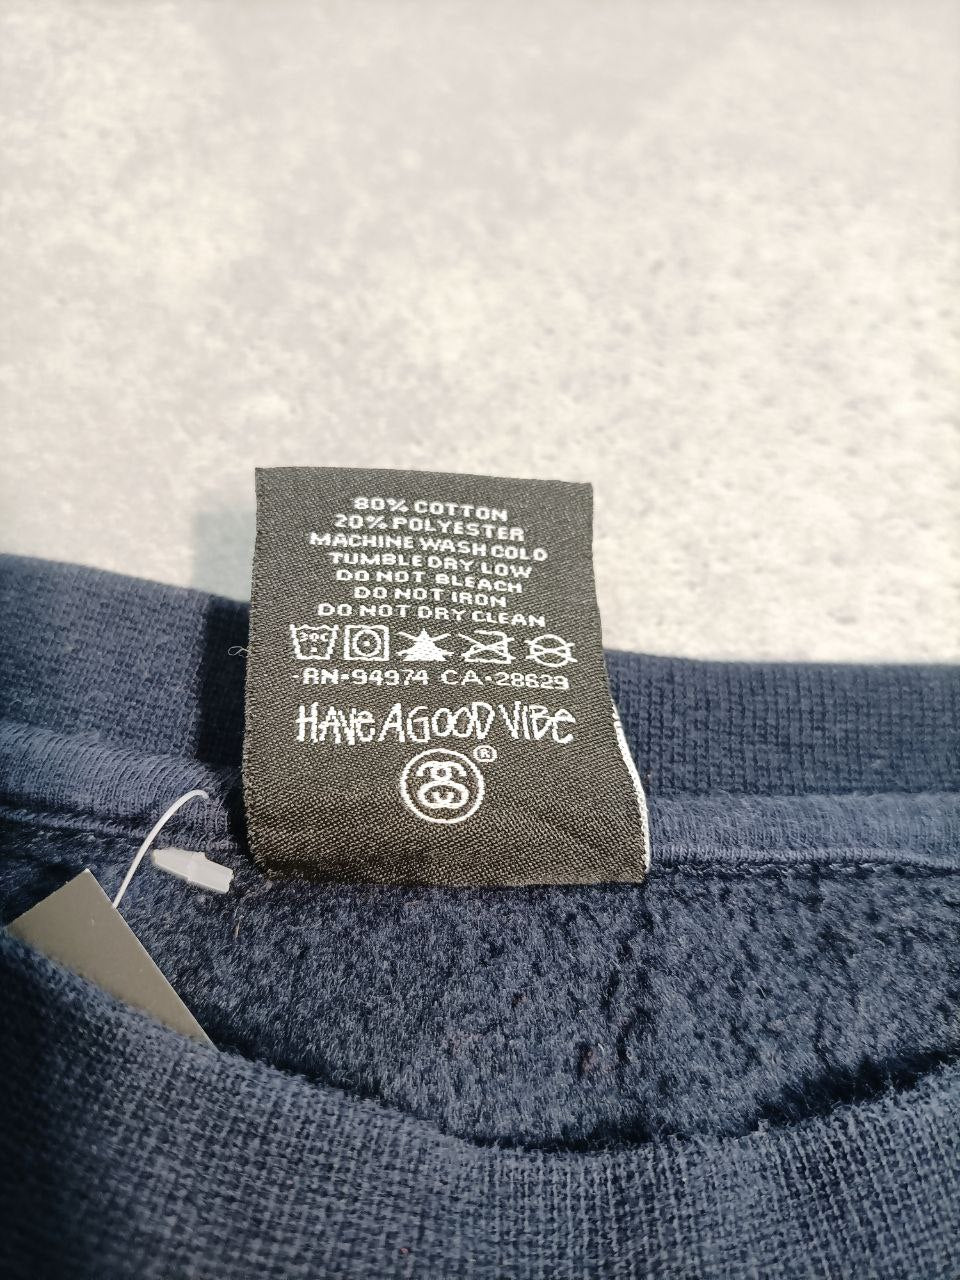 80% COTTON
20% POLYESTER
MACHINE WASH COLD
TUMBLE DRY LOW
DO NOT BLEACH
DO NOT IRON
DO NOT DRY CLEAN
30C
RN·94974 CA·28629
HAVE A GOOD VIBE
®